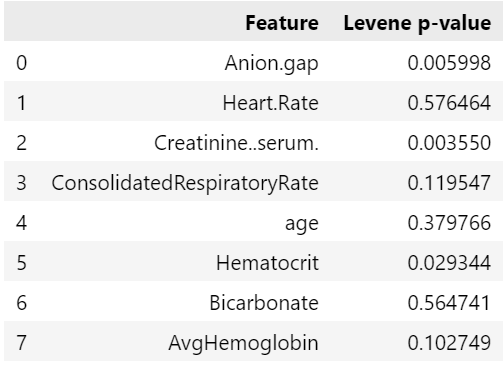 Feature Levene p-value
0 Anion.gap 0.005998
1 Heart.Rate 0.576464
2 Creatinine..serum. 0.003550
3 ConsolidatedRespiratoryRate 0.119547
4 age 0.379766
5 Hematocrit 0.029344
6 Bicarbonate 0.564741
7 AvgHemoglobin 0.102749